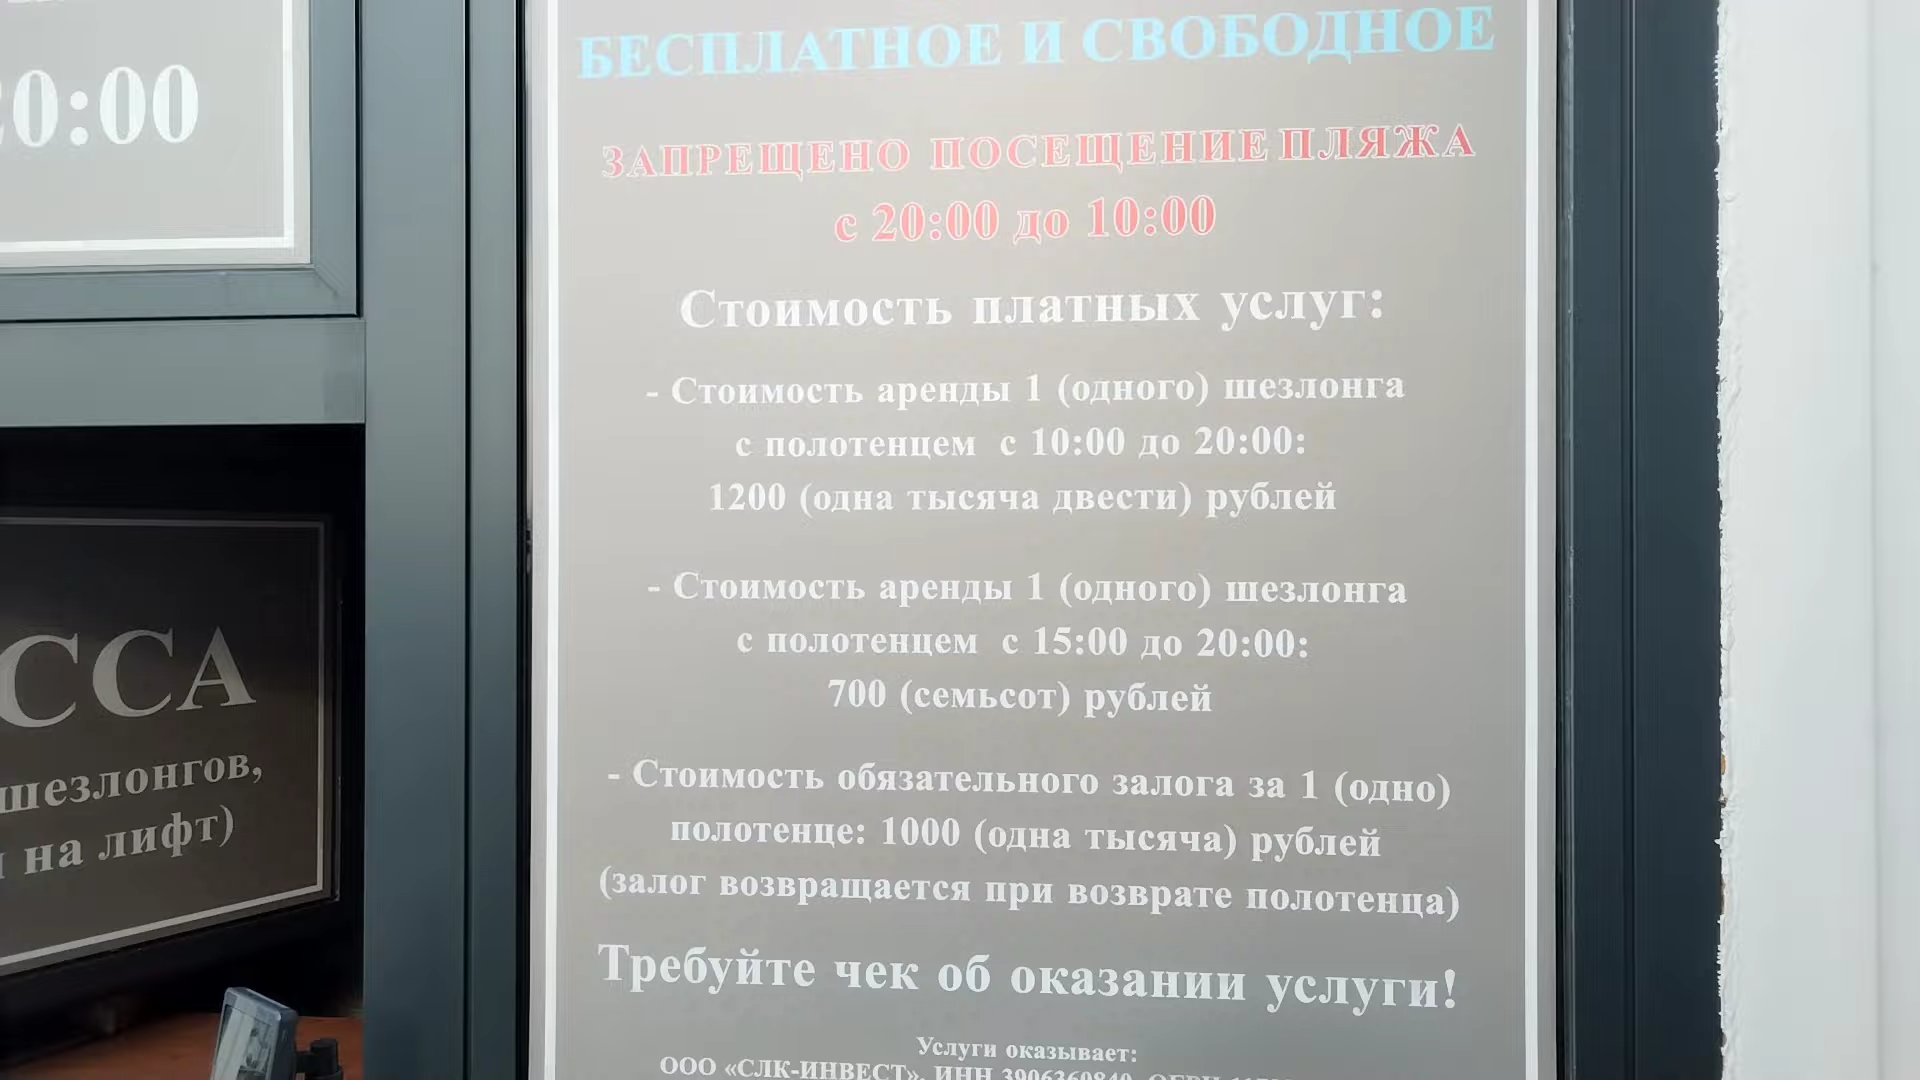 20:00
ССА
шезлонгов,
на лифт)
БЕСПЛАТНОЕ И СВОБОДНОЕ
ЗАПРЕЩЕНО ПОСЕЩЕНИЕ ПЛЯЖА
с 20:00 до 10:00
Стоимость платных услуг:
- Стоимость аренды 1 (одного) шезлонга
с полотенцем с 10:00 до 20:00:
1200 (одна тысяча двести) рублей
- Стоимость аренды 1 (одного) шезлонга
с полотенцем с 15:00 до 20:00:
700 (семьсот) рублей
- Стоимость обязательного залога за 1 (одно)
полотенце: 1000 (одна тысяча) рублей
(залог возвращается при возврате полотенца)
Требуйте чек об оказании услуги!
Услуги оказывает:
ООО «СЛК-ИНВЕСТ», ИНН 3906360840, ОГРН